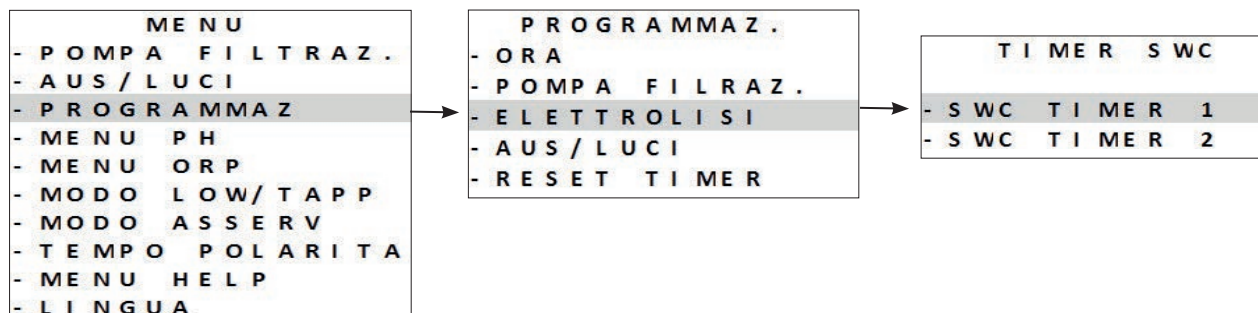 MENU
- POMPA FILTRAZ.
- AUS/LUCI
- PROGRAMMAZ
- MENU PH
- MENU ORP
- MODO LOW/TAPP
- MODO ASSERV
- TEMPO POLARITA
- MENU HELP
- LINGUA
PROGRAMMAZ.
- ORA
- POMPA FILRAZ.
- ELETTROLISI
- AUS/LUCI
- RESET TIMER
TIMER SWC
- SWC TIMER 1
- SWC TIMER 2